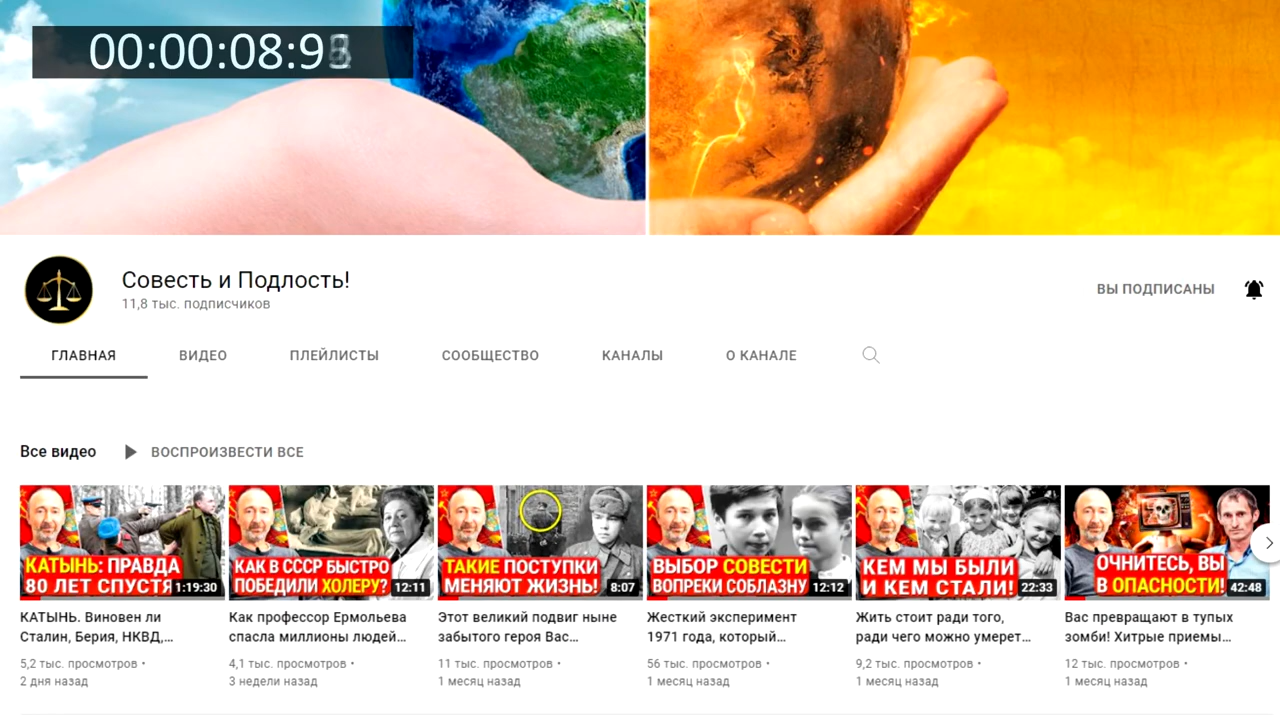 00:00:08:9
Совесть и Подлость!
11,8 тыс. подписчиков
ВЫ ПОДПИСАНЫ
ГЛАВНАЯ ВИДЕО ПЛЕЙЛИСТЫ СООБЩЕСТВО КАНАЛЫ О КАНАЛЕ
Все видео ВОСПРОИЗВЕСТИ ВСЕ
КАТЫНЬ: ПРАВДА
80 ЛЕТ СПУСТЯ
1:19:30
КАТЫНЬ. Виновен ли
Сталин, Берия, НКВД,...
5,2 тыс. просмотров •
2 дня назад
КАК В СССР БЫСТРО
ПОБЕДИЛИ ХОЛЕРУ?
12:11
Как профессор Ермольева
спасла миллионы людей...
4,1 тыс. просмотров •
3 недели назад
ТАКИЕ ПОСТУПКИ
МЕНЯЮТ ЖИЗНЬ!
8:07
Этот великий подвиг ныне
забытого героя Вас...
11 тыс. просмотров •
1 месяц назад
ВЫБОР СОВЕСТИ
ВОПРЕКИ СОБЛАЗНУ
12:12
Жесткий эксперимент
1971 года, который...
56 тыс. просмотров •
1 месяц назад
КЕМ МЫ БЫЛИ
И КЕМ СТАЛИ!
22:33
Жить стоит ради того,
ради чего можно умерет...
9,2 тыс. просмотров •
1 месяц назад
ОЧНИТЕСЬ, ВЫ
В ОПАСНОСТИ!
42:48
Вас превращают в тупых
зомби! Хитрые приемы...
12 тыс. просмотров •
1 месяц назад